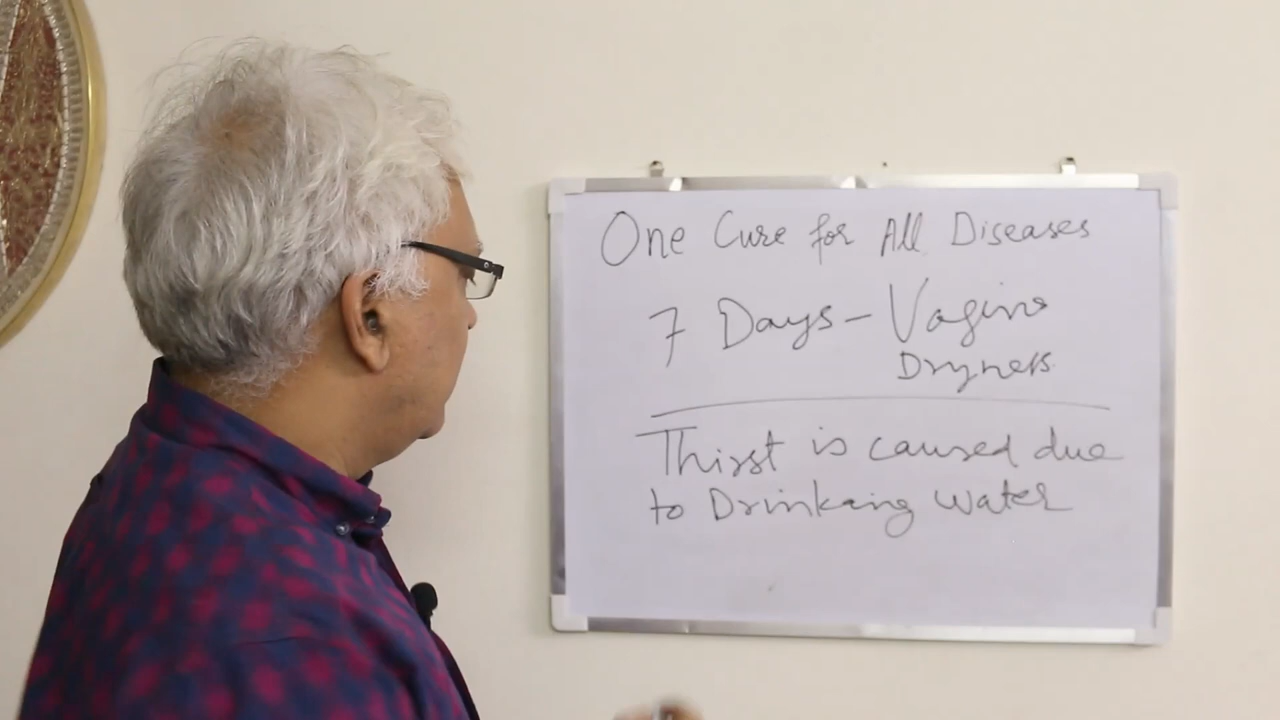 One Cure for All Diseases
7 Days - Vagina
Dryness
Thirst is caused due
to Drinking water